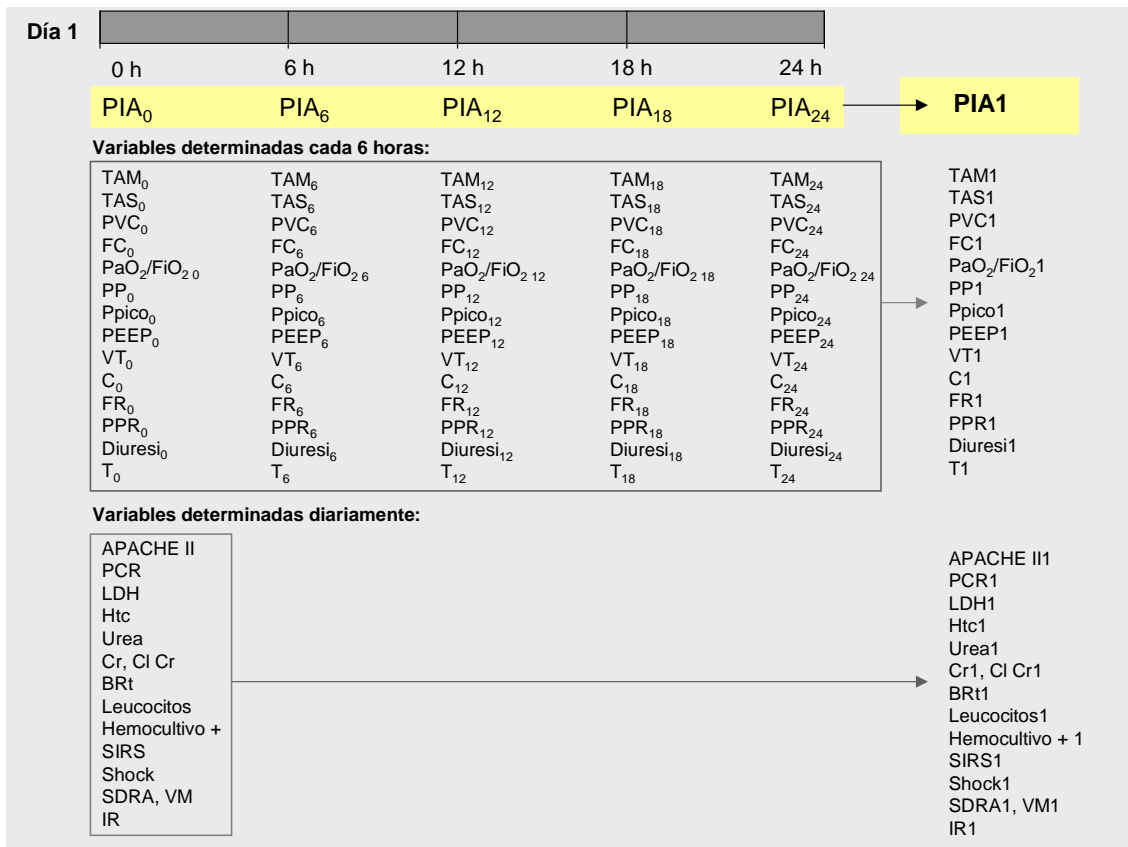 Día 1
0 h 6 h 12 h 18 h 24 h
PIA₀ PIA₆ PIA₁₂ PIA₁₈ PIA₂₄ PIA1
Variables determinadas cada 6 horas:
TAM₀ TAM₆ TAM₁₂ TAM₁₈ TAM₂₄ TAM1
TAS₀ TAS₆ TAS₁₂ TAS₁₈ TAS₂₄ TAS1
PVC₀ PVC₆ PVC₁₂ PVC₁₈ PVC₂₄ PVC1
FC₀ FC₆ FC₁₂ FC₁₈ FC₂₄ FC1
PaO₂/FiO₂ ₀ PaO₂/FiO₂ ₆ PaO₂/FiO₂ ₁₂ PaO₂/FiO₂ ₁₈ PaO₂/FiO₂ ₂₄ PaO₂/FiO₂1
PP₀ PP₆ PP₁₂ PP₁₈ PP₂₄ PP1
Ppico₀ Ppico₆ Ppico₁₂ Ppico₁₈ Ppico₂₄ Ppico1
PEEP₀ PEEP₆ PEEP₁₂ PEEP₁₈ PEEP₂₄ PEEP1
VT₀ VT₆ VT₁₂ VT₁₈ VT₂₄ VT1
C₀ C₆ C₁₂ C₁₈ C₂₄ C1
FR₀ FR₆ FR₁₂ FR₁₈ FR₂₄ FR1
PPR₀ PPR₆ PPR₁₂ PPR₁₈ PPR₂₄ PPR1
Diuresi₀ Diuresi₆ Diuresi₁₂ Diuresi₁₈ Diuresi₂₄ Diuresi1
T₀ T₆ T₁₂ T₁₈ T₂₄ T1
Variables determinadas diariamente:
APACHE II APACHE II1
PCR PCR1
LDH LDH1
Htc Htc1
Urea Urea1
Cr, Cl Cr Cr1, Cl Cr1
BRt BRt1
Leucocitos Leucocitos1
Hemocultivo + Hemocultivo + 1
SIRS SIRS1
Shock Shock1
SDRA, VM SDRA1, VM1
IR IR1